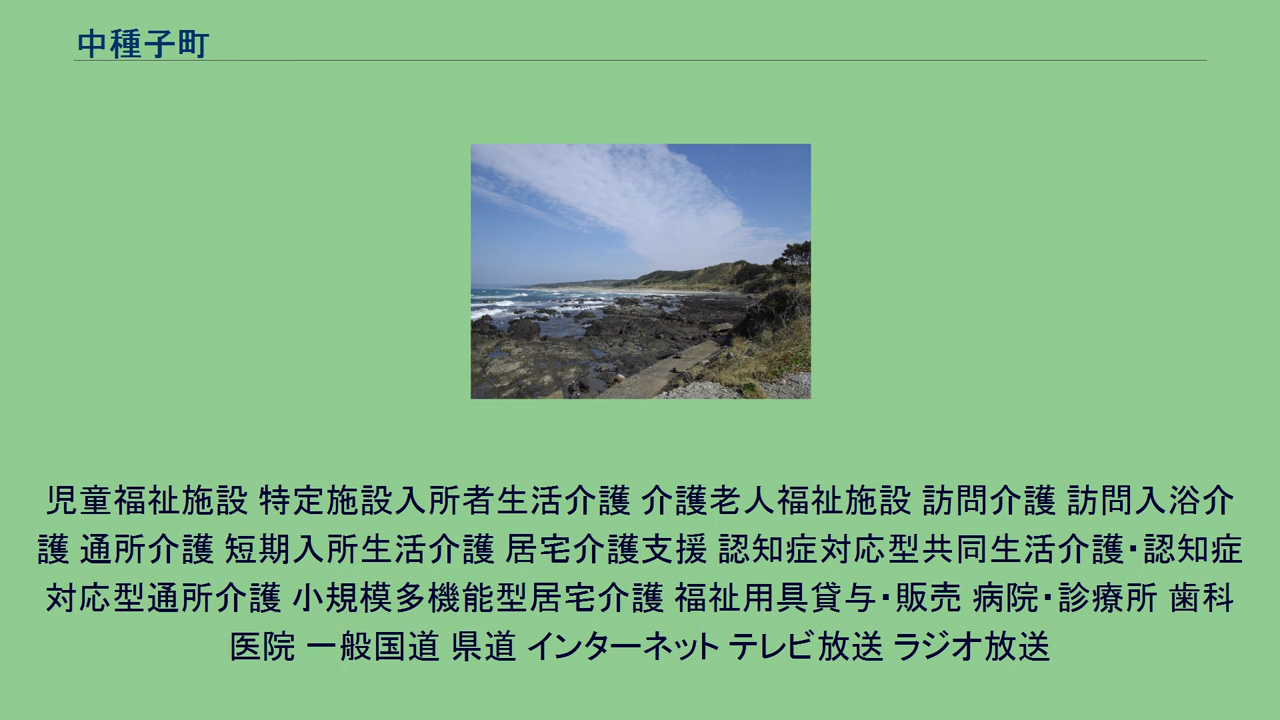 中種子町
児童福祉施設 特定施設入所者生活介護 介護老人福祉施設 訪問介護 訪問入浴介
護 通所介護 短期入所生活介護 居宅介護支援 認知症対応型共同生活介護・認知症
対応型通所介護 小規模多機能型居宅介護 福祉用具貸与・販売 病院・診療所 歯科
医院 一般国道 県道 インターネット テレビ放送 ラジオ放送